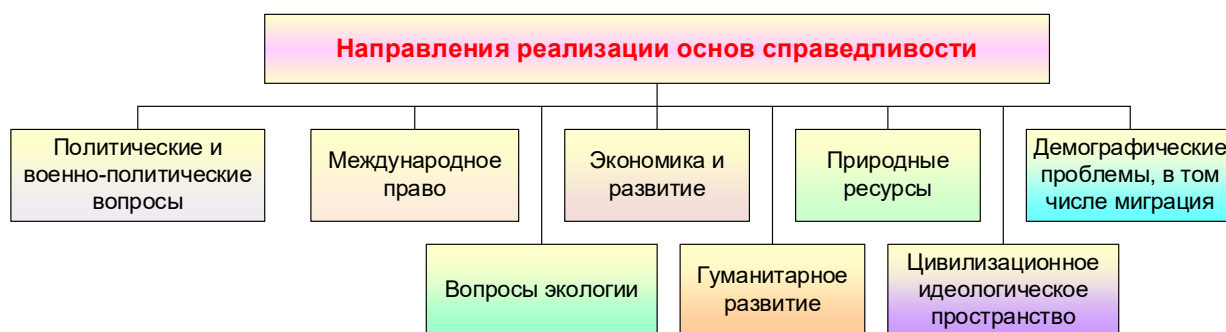 Направления реализации основ справедливости
Политические и
военно-политические
вопросы
Международное
право
Экономика и
развитие
Природные
ресурсы
Демографические
проблемы, в том
числе миграция
Вопросы экологии
Гуманитарное
развитие
Цивилизационное
идеологическое
пространство